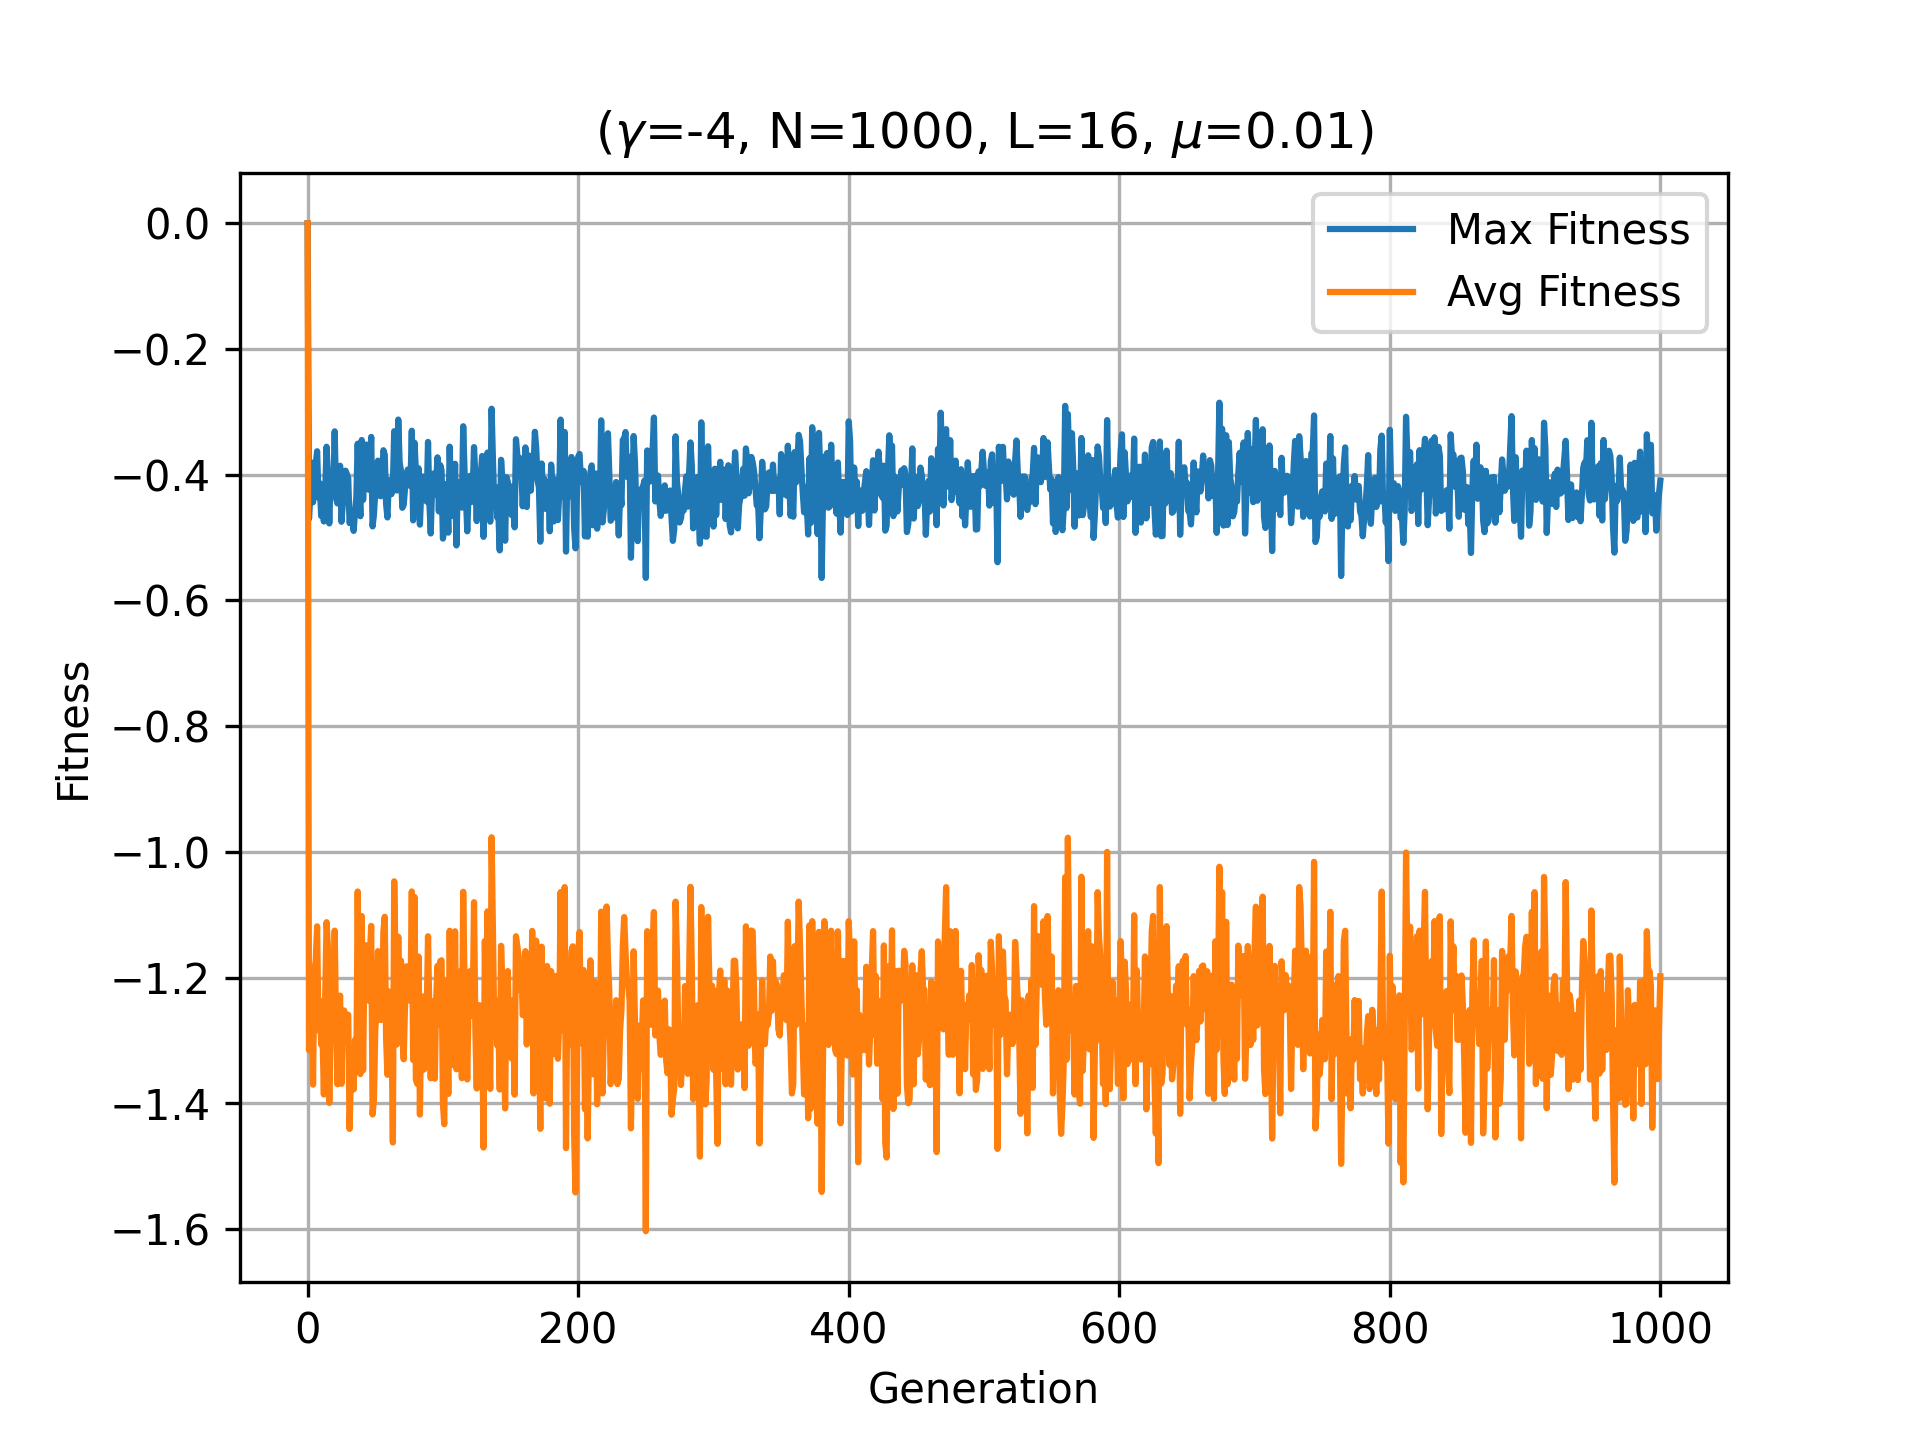 (γ=-4, N=1000, L=16, μ=0.01)
Max Fitness
Avg Fitness
0.0
−0.2
−0.4
−0.6
−0.8
−1.0
−1.2
−1.4
−1.6
Fitness
0 200 400 600 800 1000
Generation